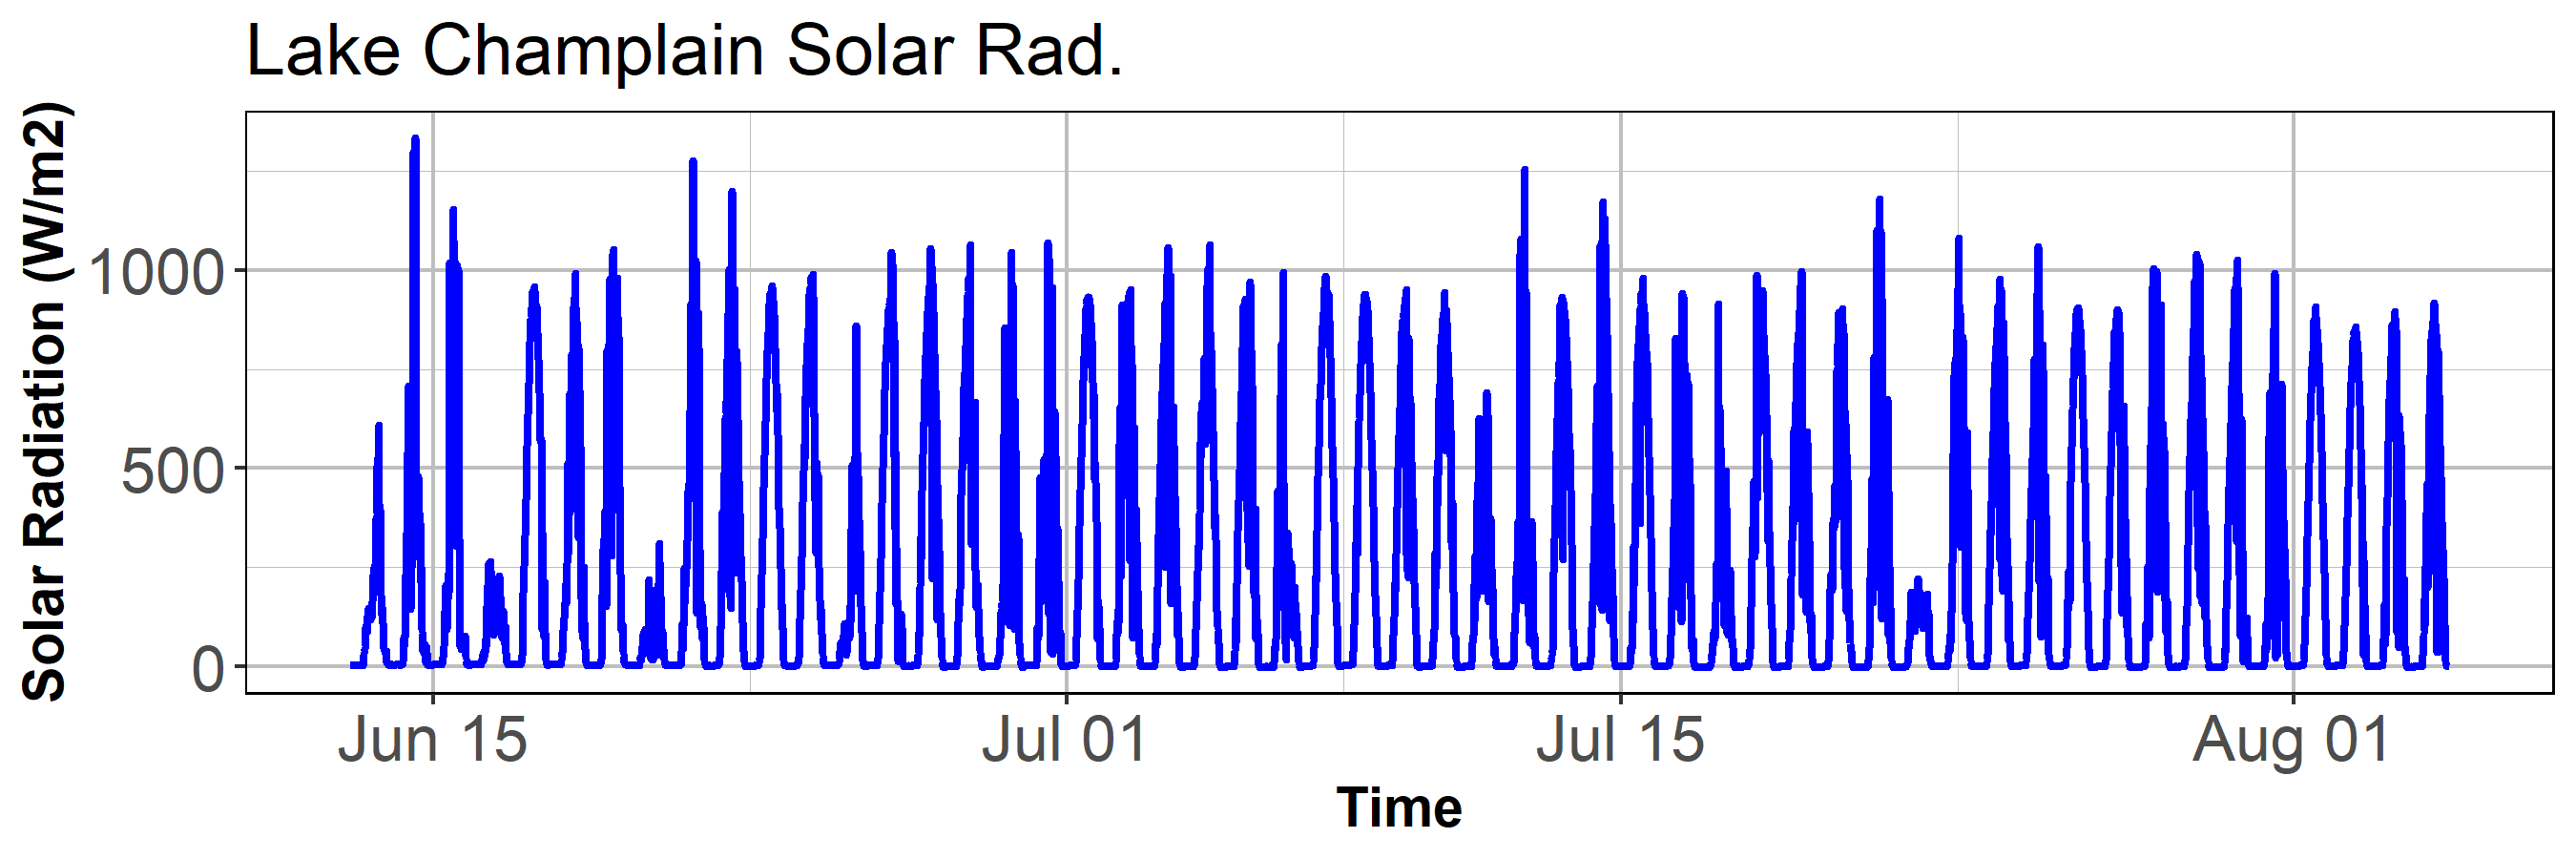 Lake Champlain Solar Rad.
Solar Radiation (W/m2)
1000
500
0
Jun 15
Jul 01
Jul 15
Aug 01
Time